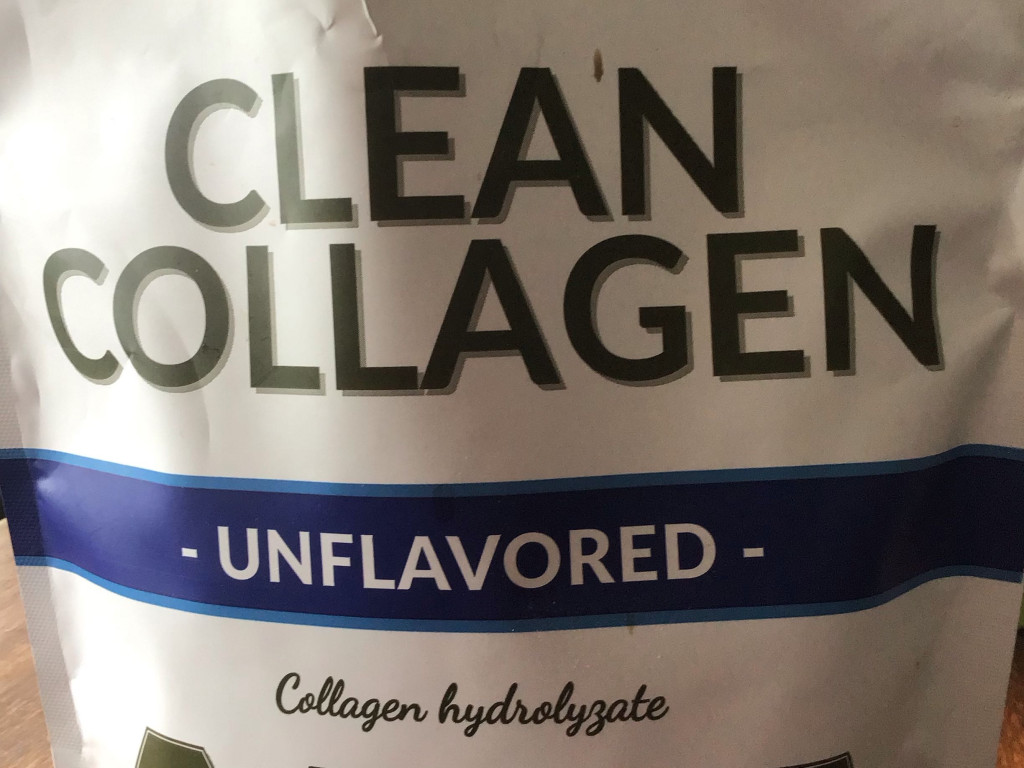 CLEAN
COLLAGEN
- UNFLAVORED -
Collagen hydrolyzate